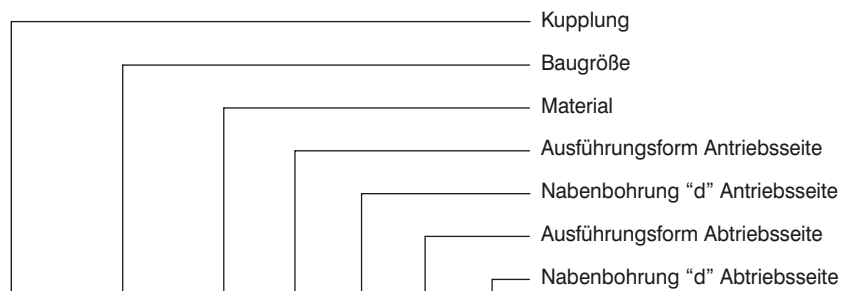 Kupplung
Baugröße
Material
Ausführungsform Antriebsseite
Nabenbohrung “d” Antriebsseite
Ausführungsform Abtriebsseite
Nabenbohrung “d” Abtriebsseite